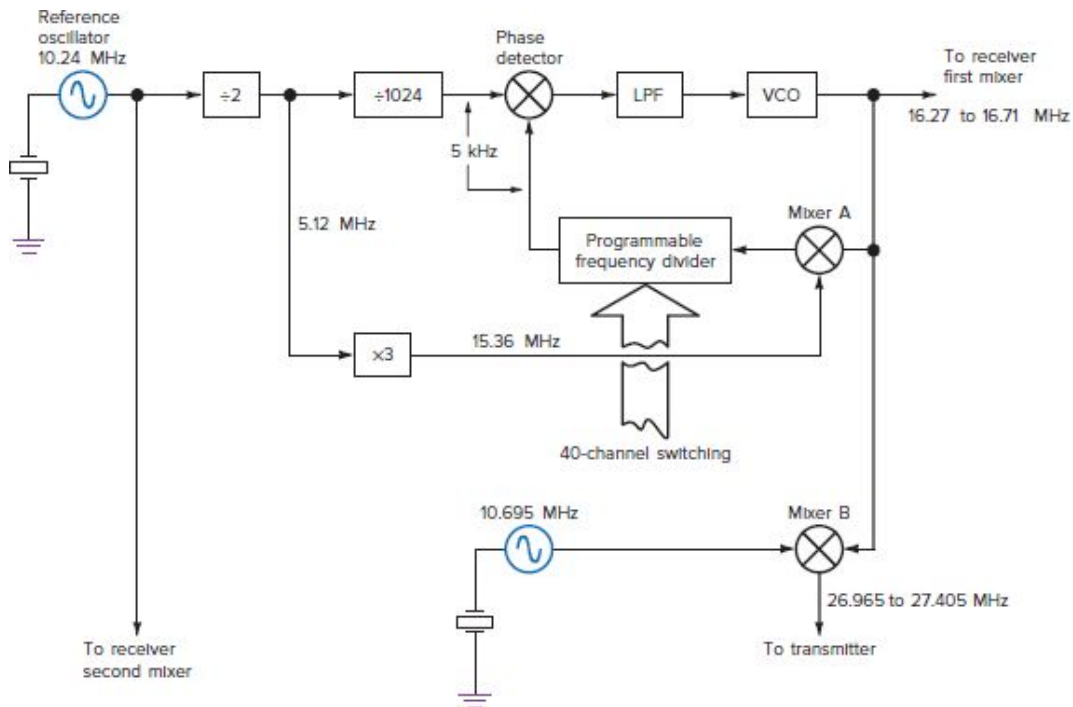 Reference
oscillator
10.24 MHz
÷2
÷1024
Phase
detector
LPF
VCO
To receiver
first mixer
16.27 to 16.71 MHz
5 kHz
5.12 MHz
Mixer A
Programmable
frequency divider
×3
15.36 MHz
40-channel switching
10.695 MHz
Mixer B
26.965 to 27.405 MHz
To receiver
second mixer
To transmitter